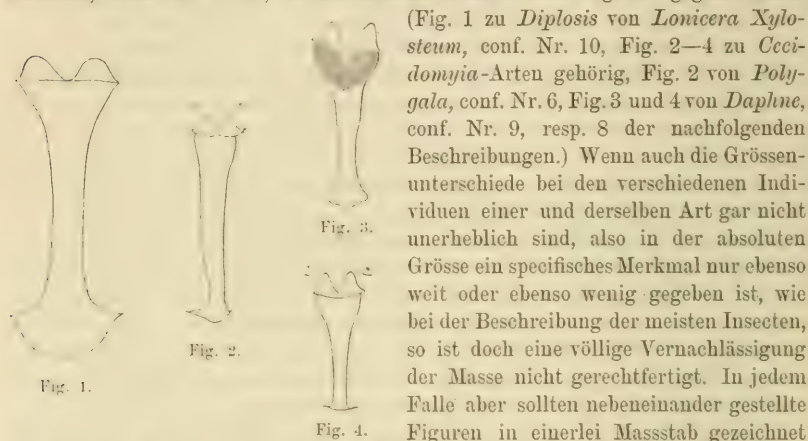 (Fig. 1 zu Diplosis von Lonicera Xylo-
steum, conf. Nr. 10, Fig. 2—4 zu Ceci-
domyia-Arten gehörig, Fig. 2 von Poly-
gala, conf. Nr. 6, Fig. 3 und 4 von Daphne,
conf. Nr. 9, resp. 8 der nachfolgenden
Beschreibungen.) Wenn auch die Grössen-
unterschiede bei den verschiedenen Indi-
viduen einer und derselben Art gar nicht
unerheblich sind, also in der absoluten
Grösse ein specifisches Merkmal nur ebenso
weit oder ebenso wenig gegeben ist, wie
bei der Beschreibung der meisten Insecten,
so ist doch eine völlige Vernachlässigung
der Masse nicht gerechtfertigt. In jedem
Falle aber sollten nebeneinander gestellte
Figuren in einerlei Massstab gezeichnet
Fig. 1.
Fig. 2.
Fig. 3.
Fig. 4.